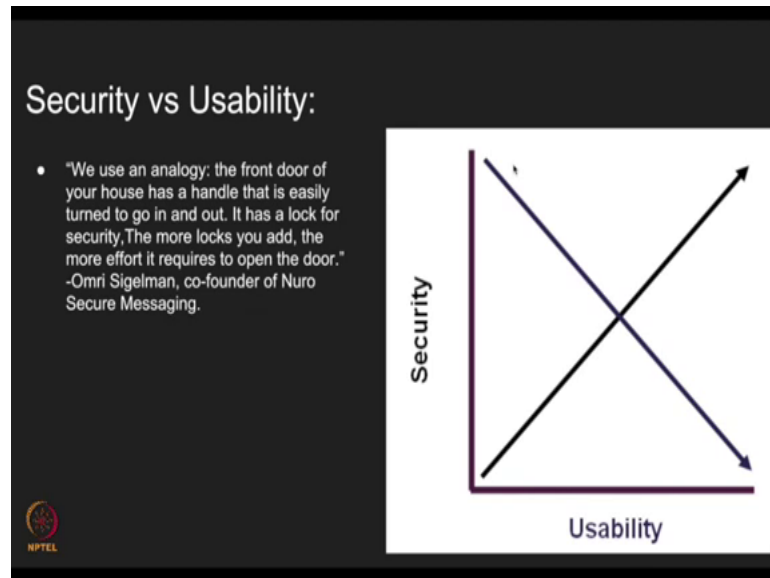 Security vs Usability:
● “We use an analogy: the front door of
your house has a handle that is easily
turned to go in and out. It has a lock for
security,The more locks you add, the
more effort it requires to open the door.”
-Omri Sigelman, co-founder of Nuro
Secure Messaging.
Security
Usability
NPTEL